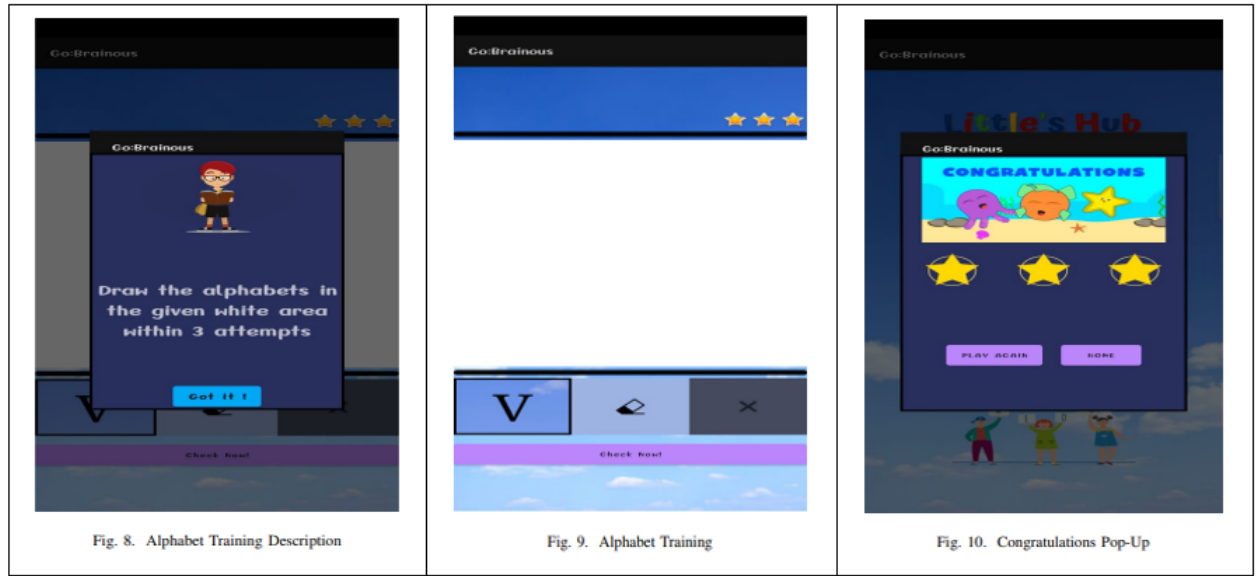 Go:Brainous
Go:Brainous
Draw the alphabets in
the given white area
within 3 attempts
Got it !
V
Check Now!
Fig. 8. Alphabet Training Description
Go:Brainous
V
Check Now!
Fig. 9. Alphabet Training
Go:Brainous
Little's Hub
Go:Brainous
CONGRATULATIONS
PLAY AGAIN
DONE
Fig. 10. Congratulations Pop-Up